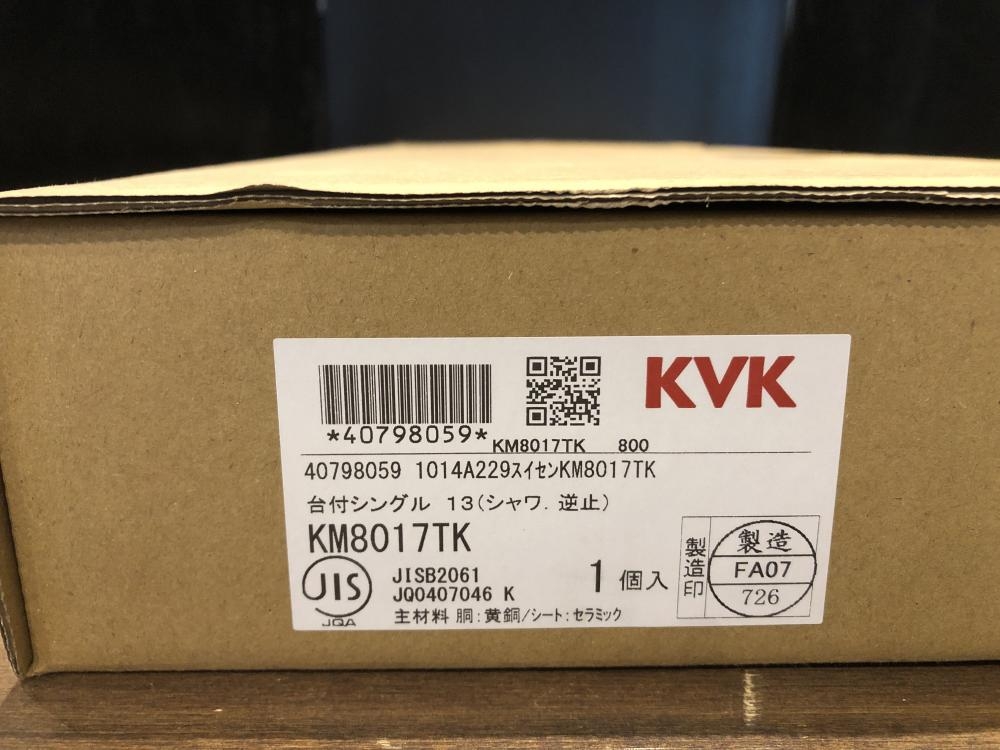 KVK
*40798059*
KM8017TK 800
40798059 1014A229スイセンKM8017TK
台付シングル 13(シャワ.逆止)
KM8017TK
JIS
JQA
JISB2061
JQ0407046 K
1個入
主材料 胴:黄銅/シート:セラミック
製造印
製造
FA07
726